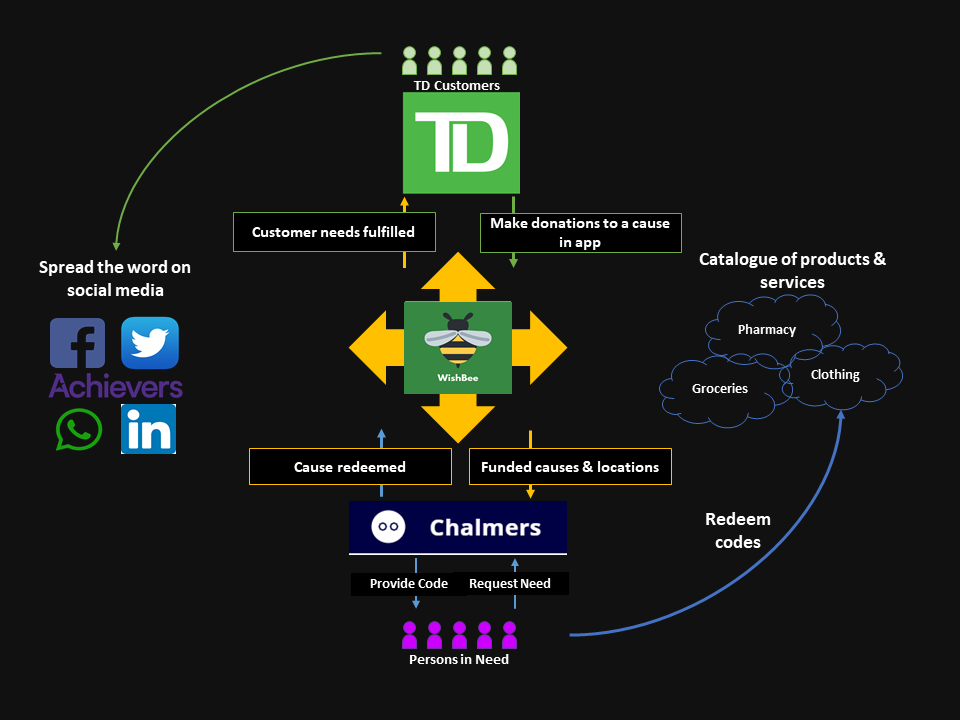 TD Customers
TD
Customer needs fulfilled
Make donations to a cause
in app
Spread the word on
social media
f
Achievers
in
WishBee
Catalogue of products &
services
Pharmacy
Groceries
Clothing
Cause redeemed
Funded causes & locations
Chalmers
Redeem
codes
Provide Code
Request Need
Persons in Need